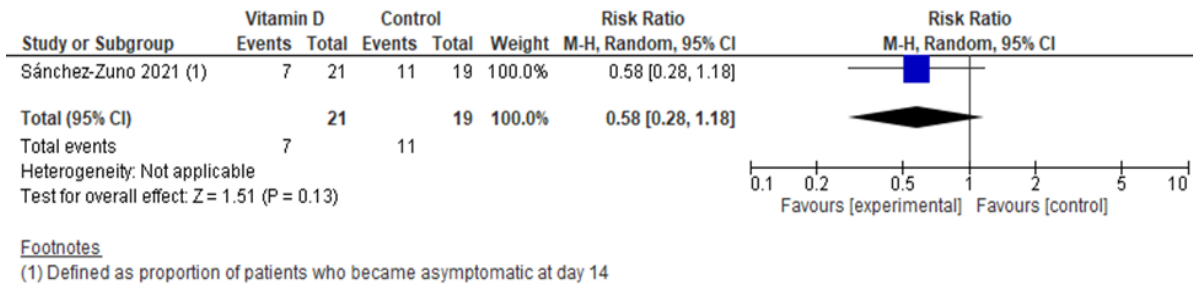 Vitamin D Control Risk Ratio Risk Ratio
Study or Subgroup Events Total Events Total Weight M-H, Random, 95% CI M-H, Random, 95% CI
Sánchez-Zuno 2021 (1) 7 21 11 19 100.0% 0.58 [0.28, 1.18]
Total (95% CI) 21 19 100.0% 0.58 [0.28, 1.18]
Total events 7 11
Heterogeneity: Not applicable
Test for overall effect: Z = 1.51 (P = 0.13)
0.1 0.2 0.5 1 2 5 10
Favours [experimental] Favours [control]
Footnotes
(1) Defined as proportion of patients who became asymptomatic at day 14